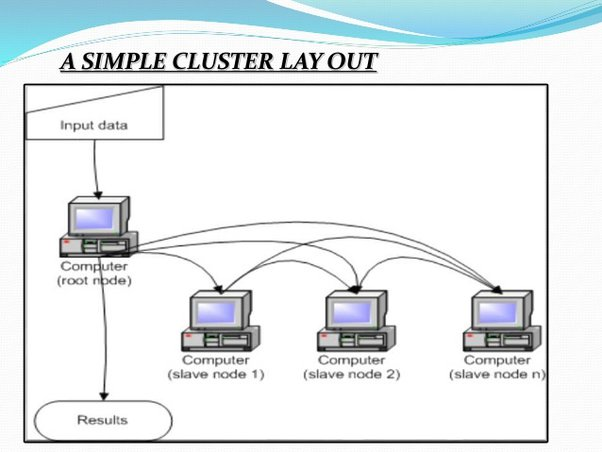 A SIMPLE CLUSTER LAY OUT
Input data
Computer
(root node)
Computer
(slave node 1)
Computer
(slave node 2)
Computer
(slave node n)
Results